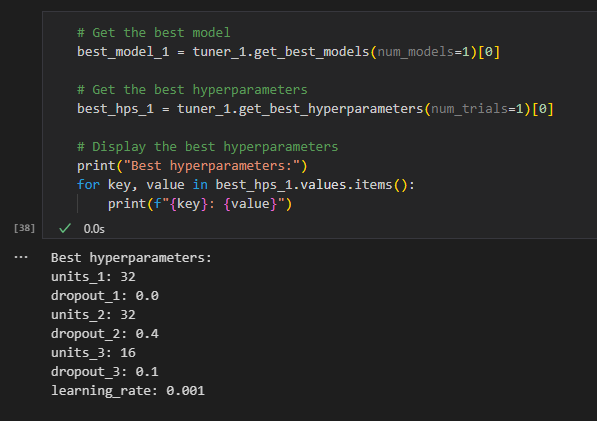 # Get the best model
best_model_1 = tuner_1.get_best_models(num_models=1)[0]
# Get the best hyperparameters
best_hps_1 = tuner_1.get_best_hyperparameters(num_trials=1)[0]
# Display the best hyperparameters
print("Best hyperparameters:")
for key, value in best_hps_1.values.items():
    print(f"{key}: {value}")
[38] ✓ 0.0s
... Best hyperparameters:
units_1: 32
dropout_1: 0.0
units_2: 32
dropout_2: 0.4
units_3: 16
dropout_3: 0.1
learning_rate: 0.001